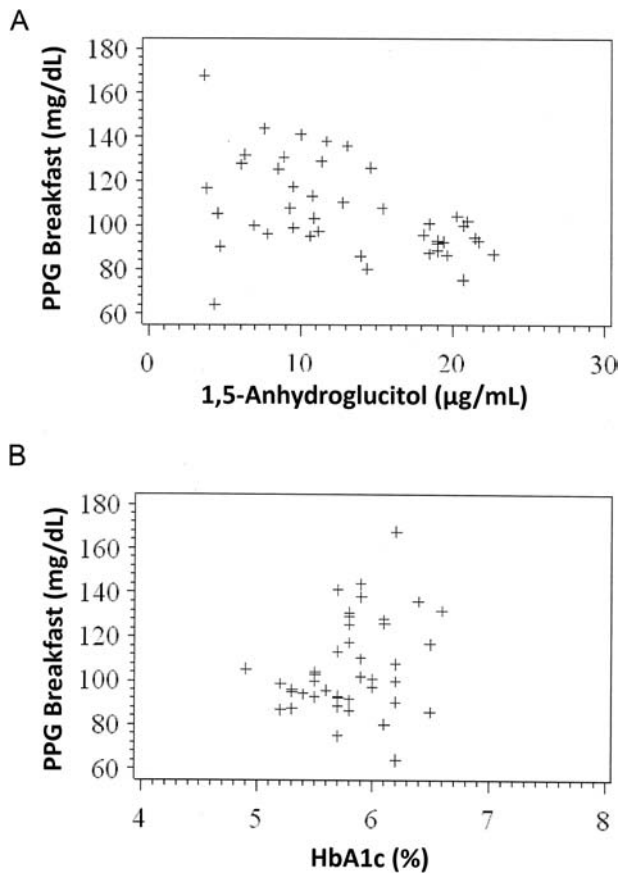 A
PPG Breakfast (mg/dL)
180
160
140
120
100
80
60
0 10 20 30
1,5-Anhydroglucitol (µg/mL)
B
PPG Breakfast (mg/dL)
180
160
140
120
100
80
60
4 5 6 7 8
HbA1c (%)